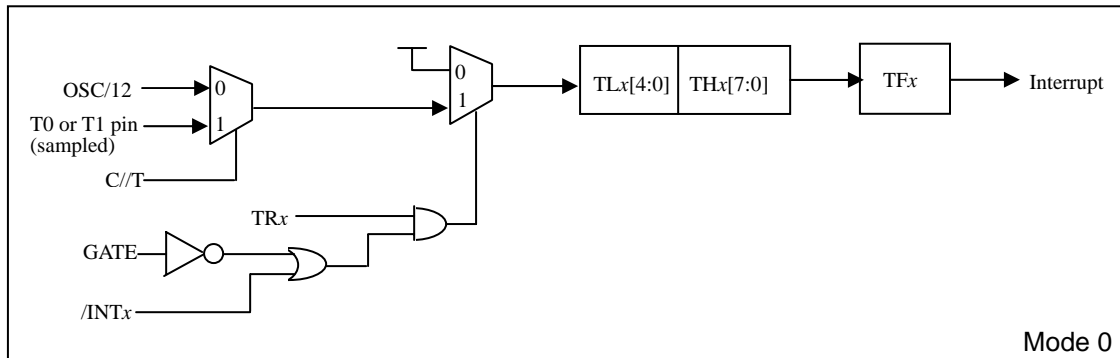 OSC/12
0
T0 or T1 pin
(sampled)
1
C//T
0
1
TLx[4:0]
THx[7:0]
TFx
Interrupt
TRx
GATE
/INTx
Mode 0